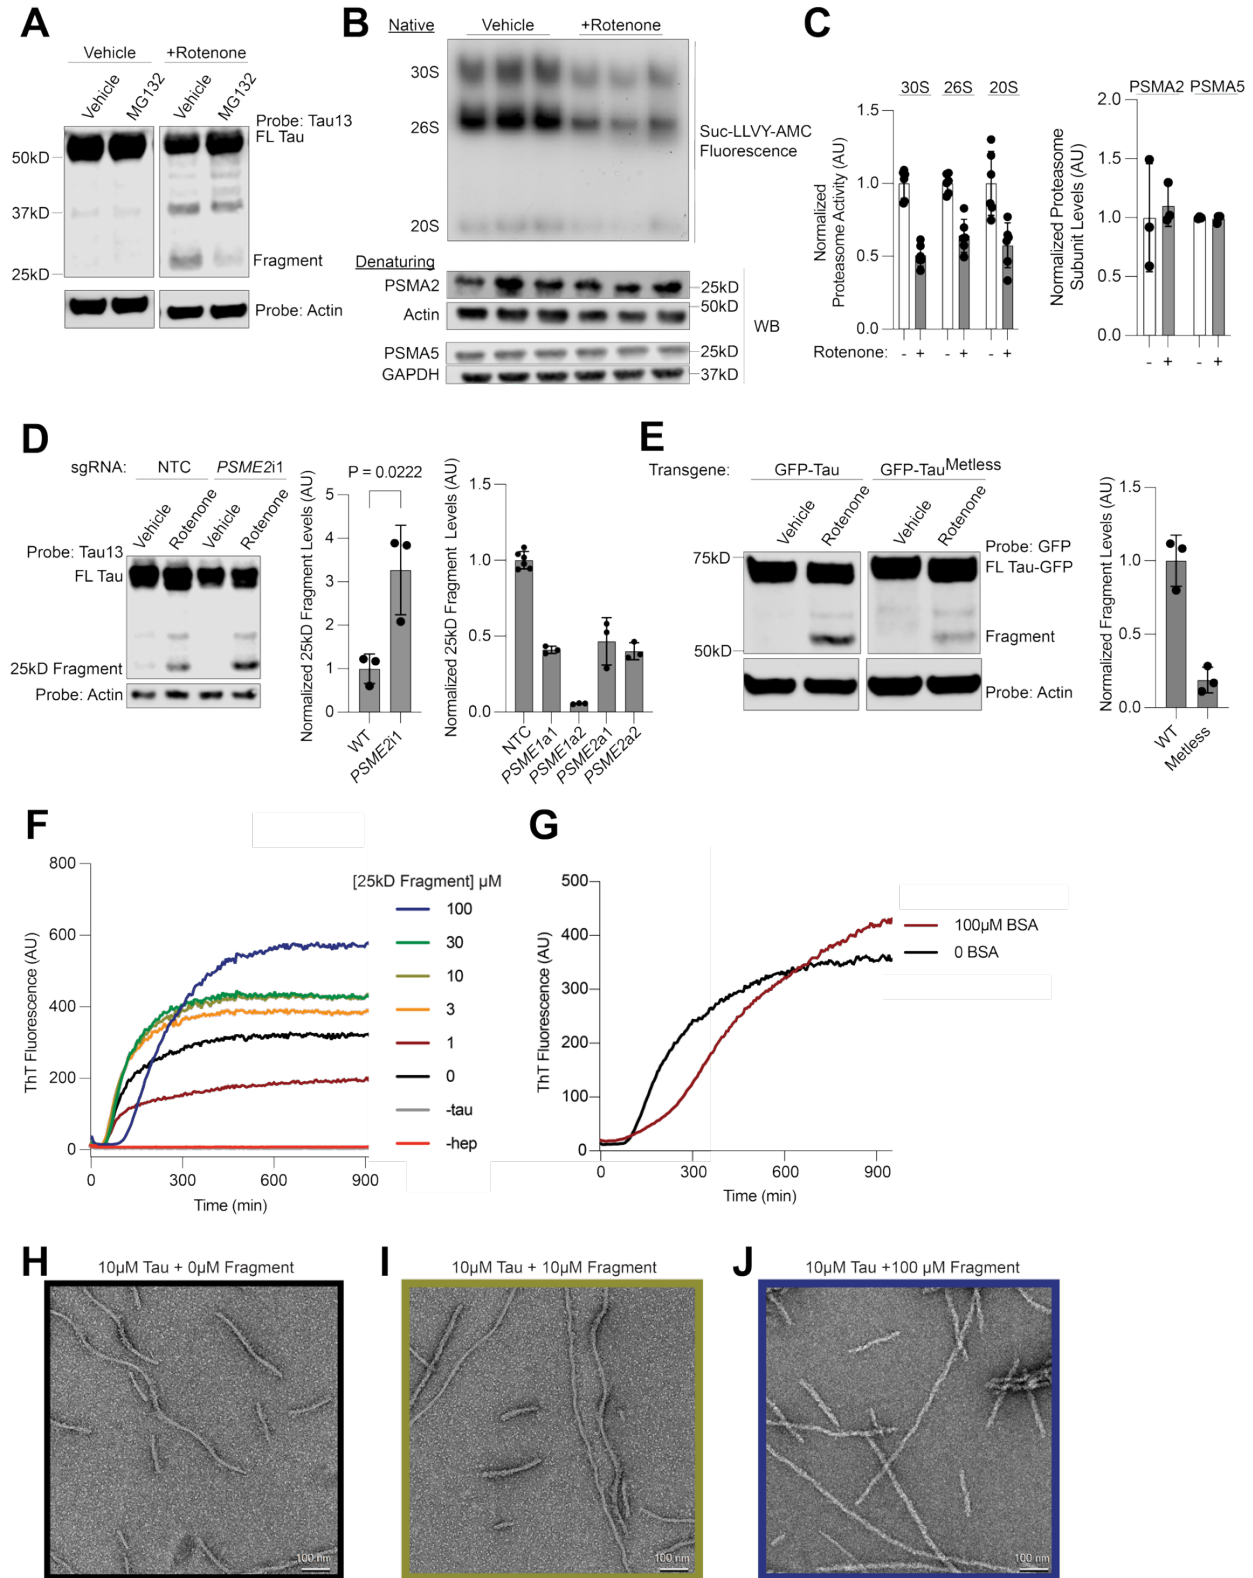 A
Vehicle
+Rotenone
Vehicle
MG132
Vehicle
MG132
Probe: Tau13
FL Tau
50kD
37kD
25kD
Fragment
Probe: Actin
B
Native
Vehicle
+Rotenone
30S
26S
20S
Suc-LLVY-AMC
Fluorescence
Denaturing
PSMA2
25kD
50kD
Actin
WB
PSMA5
25kD
GAPDH
37kD
C
30S
26S
20S
Normalized
Proteasome Activity (AU)
1.5
1.0
0.5
0.0
Rotenone:
-
+
-
+
-
+
PSMA2
PSMA5
Normalized Proteasome
Subunit Levels (AU)
2.0
1.5
1.0
0.5
0.0
-
+
-
+
D
sgRNA:
NTC
PSME2i1
Vehicle
Rotenone
Vehicle
Rotenone
Probe: Tau13
FL Tau
25kD Fragment
Probe: Actin
P = 0.0222
Normalized 25kD Fragment Levels (AU)
5
4
3
2
1
0
WT
PSME2i1
Normalized 25kD Fragment Levels (AU)
1.5
1.0
0.5
0.0
NTC
PSME1a1
PSME1a2
PSME2a1
PSME2a2
E
Transgene:
GFP-Tau
GFP-TauMetless
Vehicle
Rotenone
Vehicle
Rotenone
75kD
50kD
Probe: GFP
FL Tau-GFP
Fragment
Probe: Actin
Normalized Fragment Levels (AU)
1.5
1.0
0.5
0.0
WT
Metless
F
ThT Fluorescence (AU)
800
600
400
200
0
0
300
600
900
Time (min)
[25kD Fragment] µM
100
30
10
3
1
0
-tau
-hep
G
ThT Fluorescence (AU)
500
400
300
200
100
0
0
300
600
900
Time (min)
100µM BSA
0 BSA
H
10µM Tau + 0µM Fragment
100 nm
I
10µM Tau + 10µM Fragment
100 nm
J
10µM Tau +100 µM Fragment
100 nm